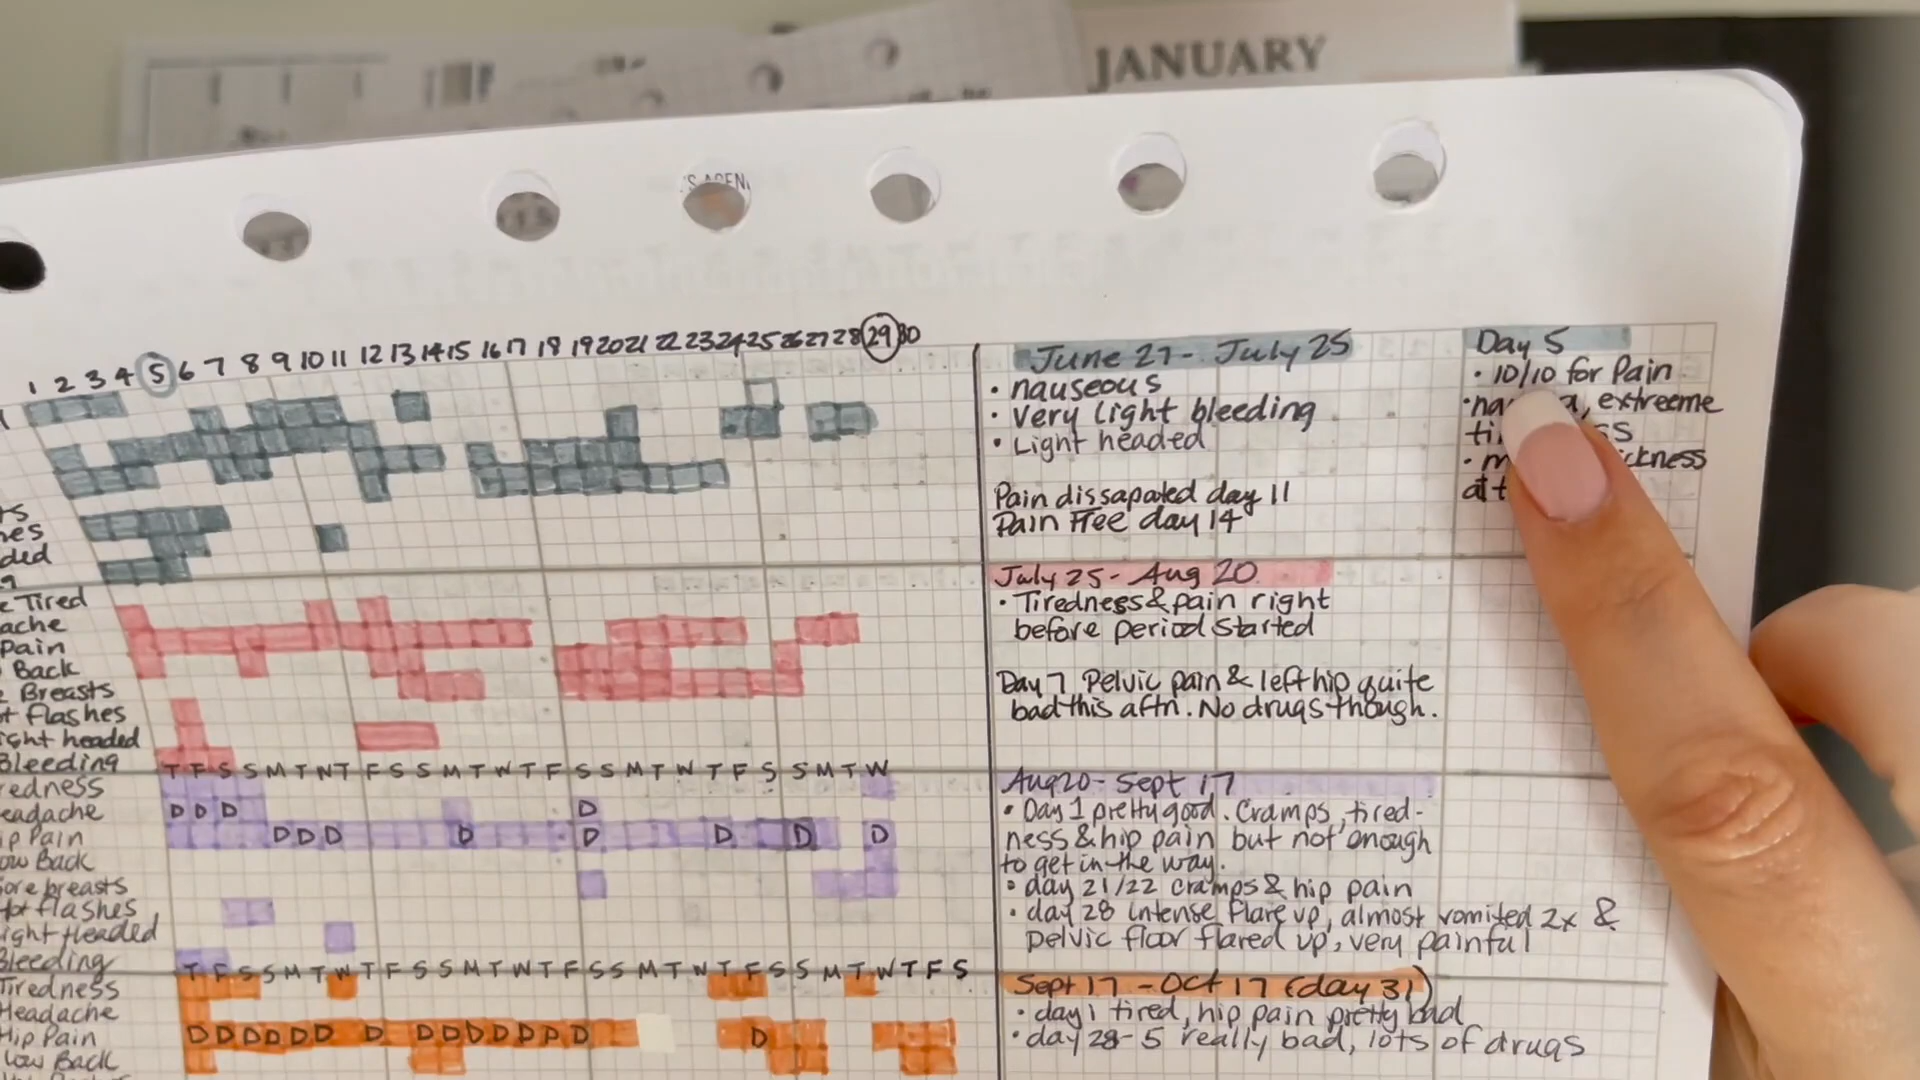 JANUARY
1 2 3 4 5 6 7 8 9 10 11 12 13 14 15 16 17 18 19 20 21 22 23 24 25 26 27 28 29 30
June 27 - July 25
• nauseous
• very light bleeding
• Light headed
Pain dissapated day 11
Pain Free day 14
Day 5
• 10/10 for Pain
extreeme
at
July 25 - Aug 20
• Tiredness & pain right
before period started
Day 7 Pelvic pain & left hip quite
bad this aftn. No drugs though.
Tired
Pain
Back
Breasts
flashes
headed
Bleeding
T F S S M T W T F S S M T W T F S S M T W T F S S M T W
D D D D
Pain D D D D D D D D
Back
breasts
flashes
Headed
Bleeding
Aug 20 - Sept 17
• Day 1 pretty good. Cramps, tired-
ness & hip pain but not enough
to get in the way.
• day 21/22 cramps & hip pain
• day 28 intense flare up, almost vomited 2x &
pelvic floor flared up, very painful
T F S S M T W T F S S M T W T F S S M T W T F S S M T W T F S
Tiredness
Headache
Hip Pain D D D D D D D D D D D D D D D
Low Back
Sept 17 - Oct 17 (day 31)
• day 1 tired, hip pain pretty bad
• day 28-5 really bad, lots of drugs